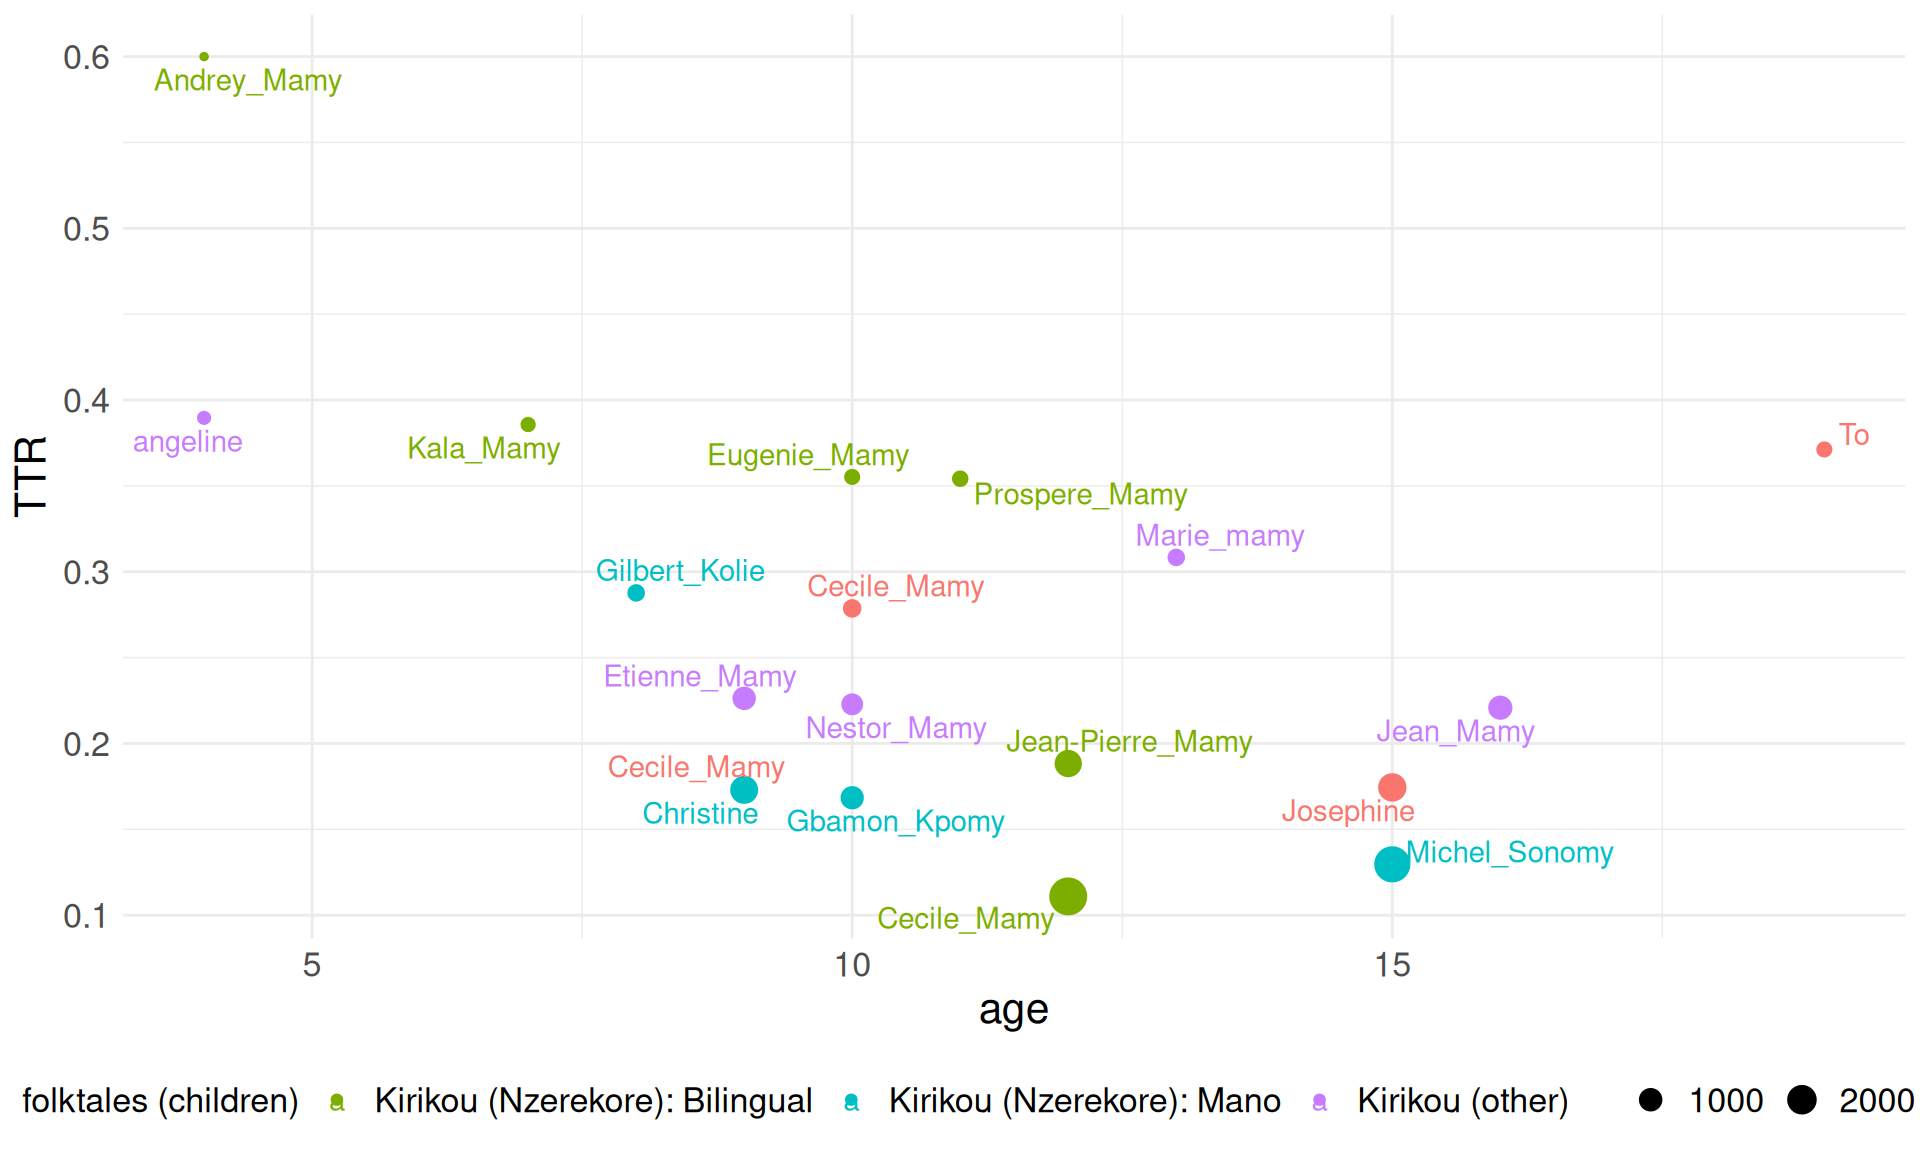 0.6
Andrey_Mamy
0.5
0.4
angeline
Kala_Mamy
Eugenie_Mamy
To
Prospere_Mamy
Marie_mamy
0.3
Gilbert_Kolie
Cecile_Mamy
Etienne_Mamy
Nestor_Mamy
Jean_Mamy
0.2
Jean-Pierre_Mamy
Cecile_Mamy
Christine
Gbamon_Kpomy
Josephine
Michel_Sonomy
0.1
Cecile_Mamy
TTR
5 10 15
age
folktales (children) a Kirikou (Nzerekore): Bilingual a Kirikou (Nzerekore): Mano a Kirikou (other) 1000 2000